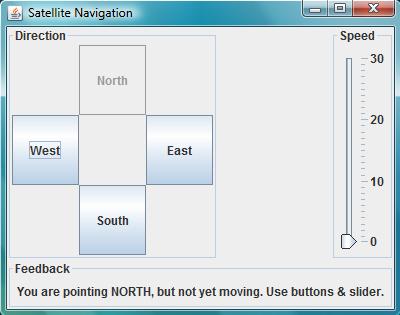 Satellite Navigation
Direction
Speed
North
West
East
South
30
20
10
0
Feedback
You are pointing NORTH, but not yet moving. Use buttons & slider.